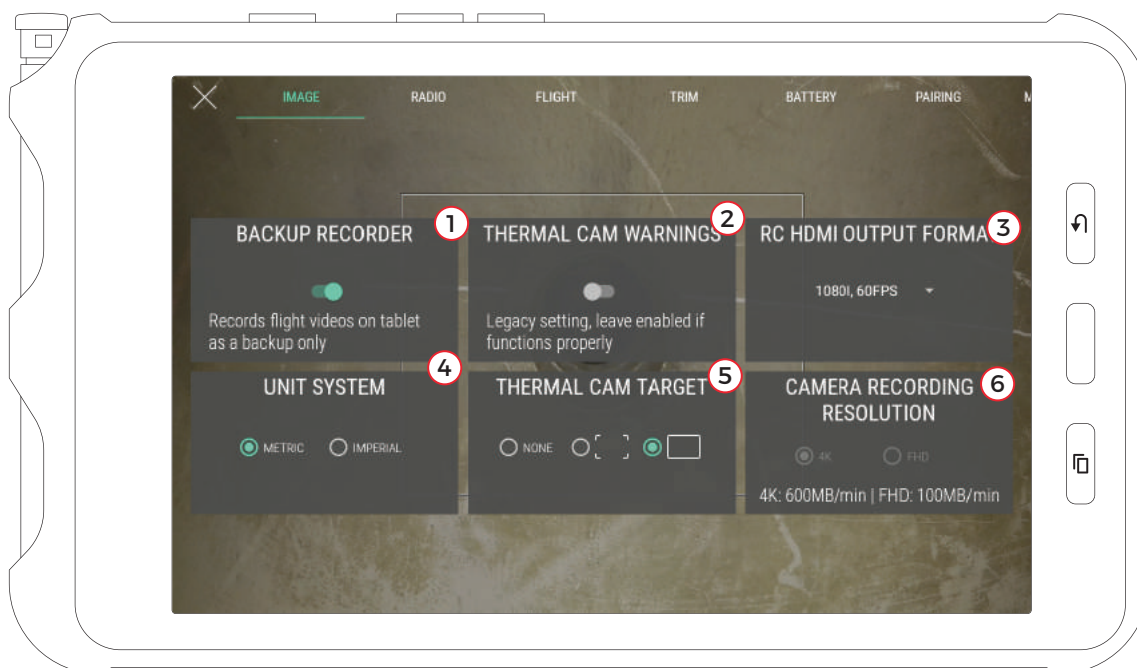 IMAGE RADIO FLIGHT TRIM BATTERY PAIRING M
1
BACKUP RECORDER
Records flight videos on tablet
as a backup only
2
THERMAL CAM WARNINGS
Legacy setting, leave enabled if
functions properly
3
RC HDMI OUTPUT FORMA
1080I, 60FPS
4
UNIT SYSTEM
METRIC IMPERIAL
5
THERMAL CAM TARGET
NONE
6
CAMERA RECORDING
RESOLUTION
4K FHD
4K: 600MB/min | FHD: 100MB/min